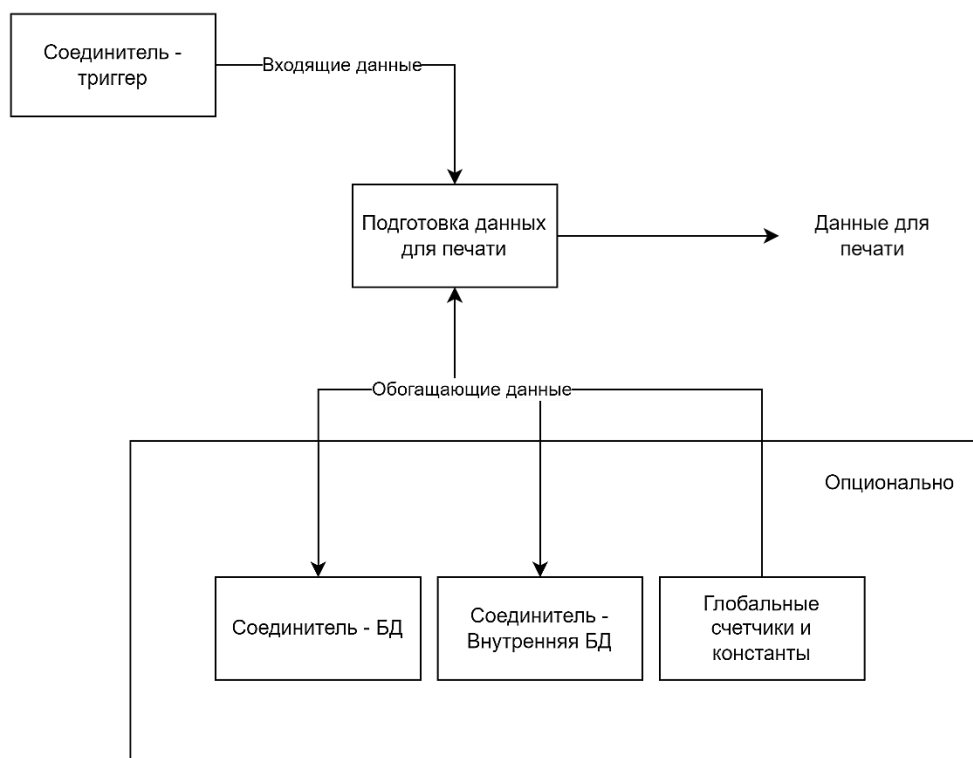 Соединитель -
триггер
Входящие данные
Подготовка данных
для печати
Данные для
печати
Обогащающие данные
Опционально
Соединитель - БД
Соединитель -
Внутренняя БД
Глобальные
счетчики и
константы